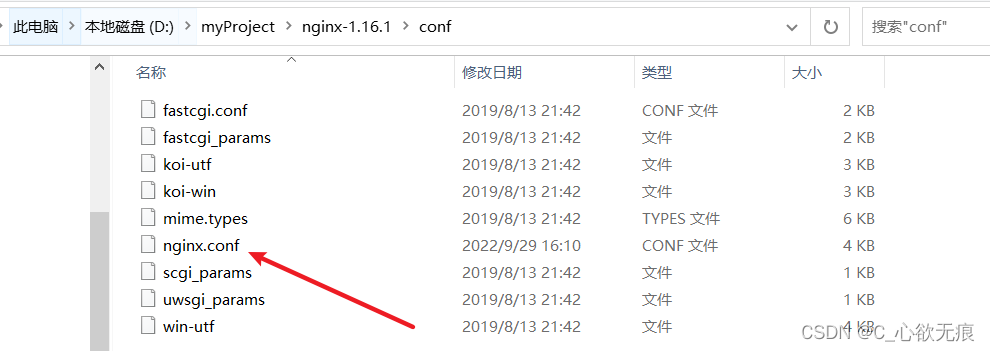 此电脑 > 本地磁盘 (D:) > myProject > nginx-1.16.1 > conf 搜索"conf"
名称 修改日期 类型 大小
fastcgi.conf 2019/8/13 21:42 CONF 文件 2 KB
fastcgi_params 2019/8/13 21:42 文件 2 KB
koi-utf 2019/8/13 21:42 文件 3 KB
koi-win 2019/8/13 21:42 文件 3 KB
mime.types 2019/8/13 21:42 TYPES 文件 6 KB
nginx.conf 2022/9/29 16:10 CONF 文件 4 KB
scgi_params 2019/8/13 21:42 文件 1 KB
uwsgi_params 2019/8/13 21:42 文件 1 KB
win-utf 2019/8/13 21:42 文件 4 KB
CSDN @C_心欲无痕